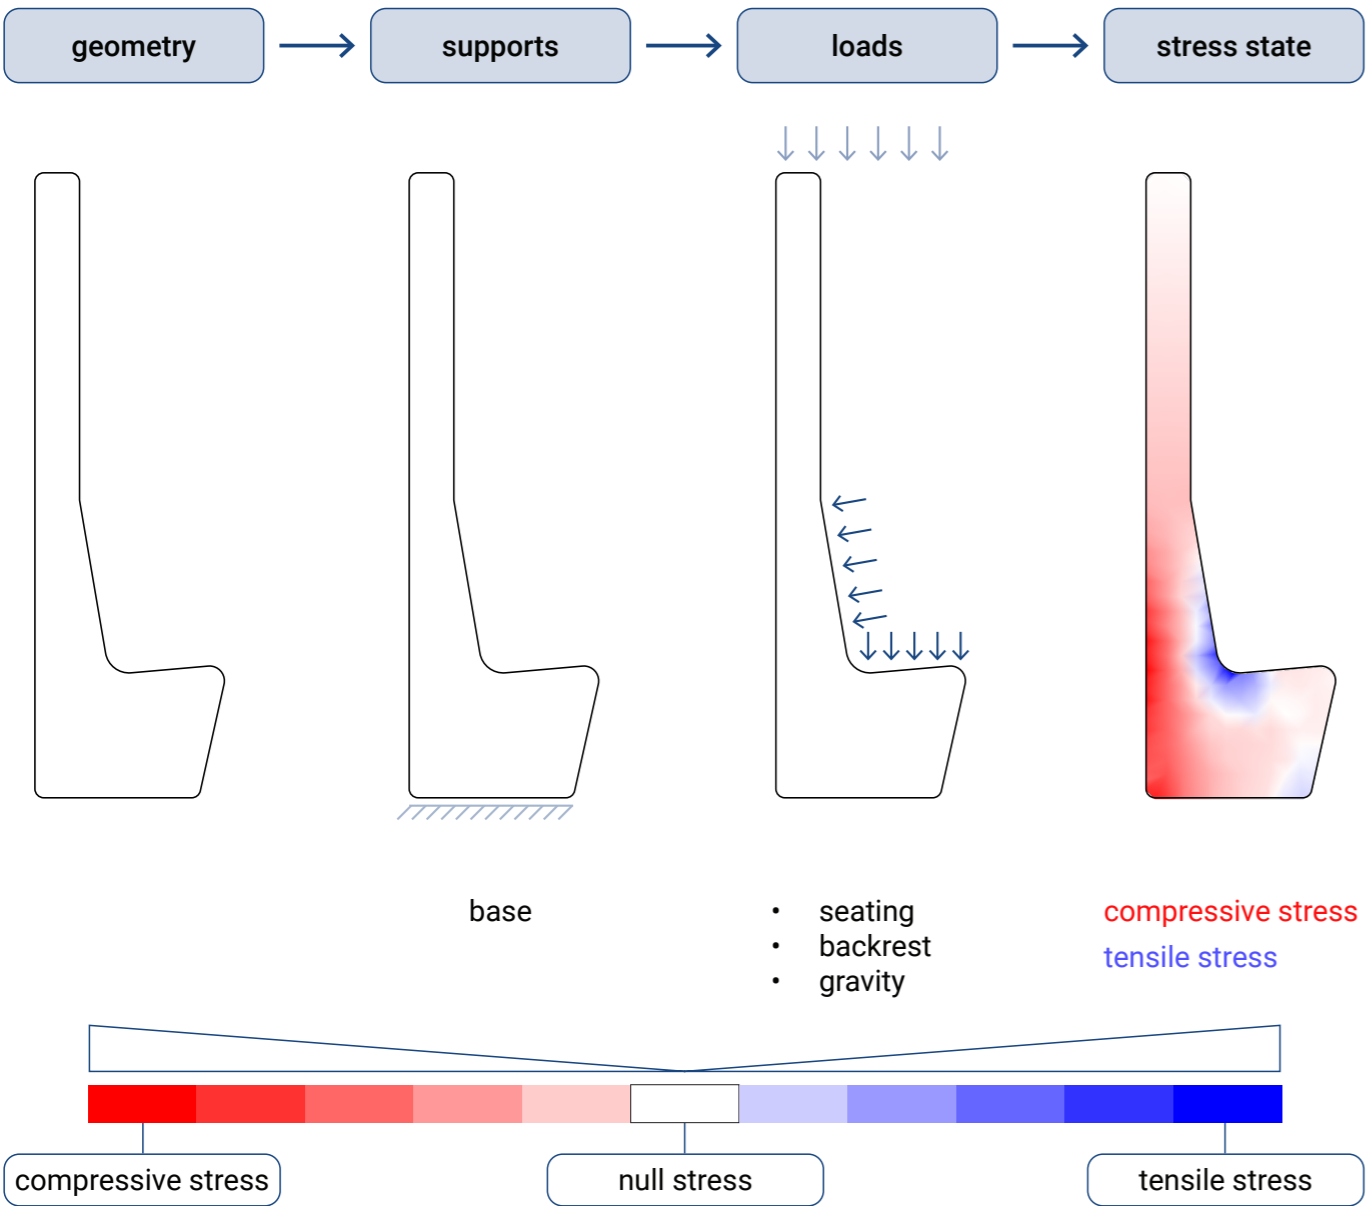 geometry
supports
loads
stress state
base
• seating
• backrest
• gravity
compressive stress
tensile stress
compressive stress
null stress
tensile stress